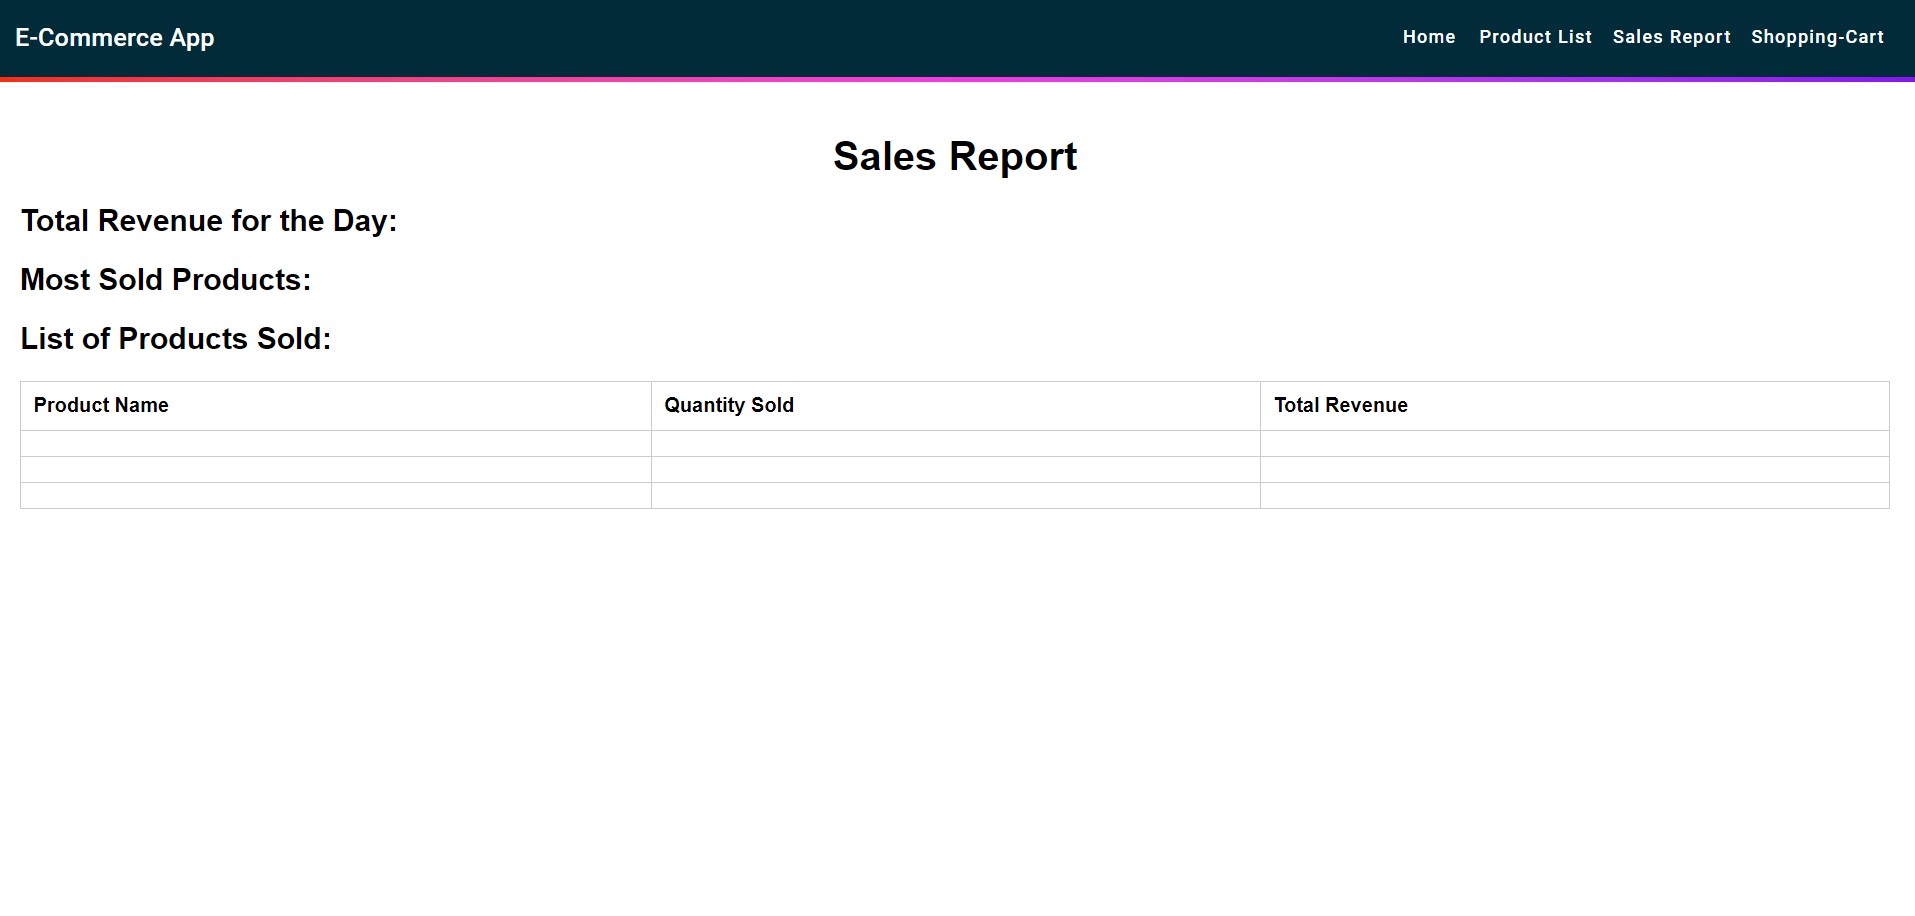 E-Commerce App
Home Product List Sales Report Shopping-Cart
Sales Report
Total Revenue for the Day:
Most Sold Products:
List of Products Sold:
Product Name Quantity Sold Total Revenue